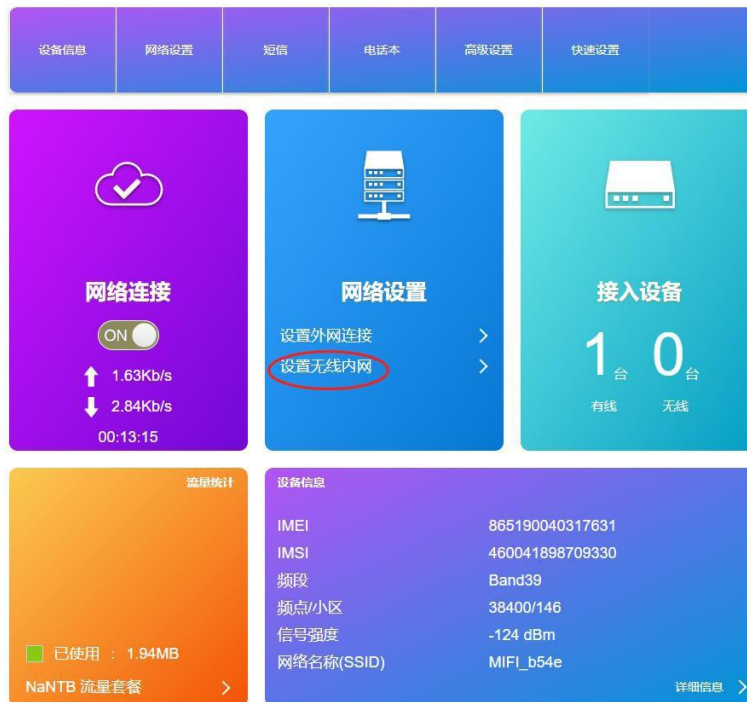 设备信息 网络设置 短信 电话本 高级设置 快速设置
网络连接
ON
1.63Kb/s
2.84Kb/s
00:13:15
网络设置
设置外网连接
设置无线内网
接入设备
1台 0台
有线 无线
流量统计
已使用 : 1.94MB
NaNTB 流量套餐
设备信息
IMEI 865190040317631
IMSI 460041898709330
频段 Band39
频点/小区 38400/146
信号强度 -124 dBm
网络名称(SSID) MIFI_b54e
详细信息